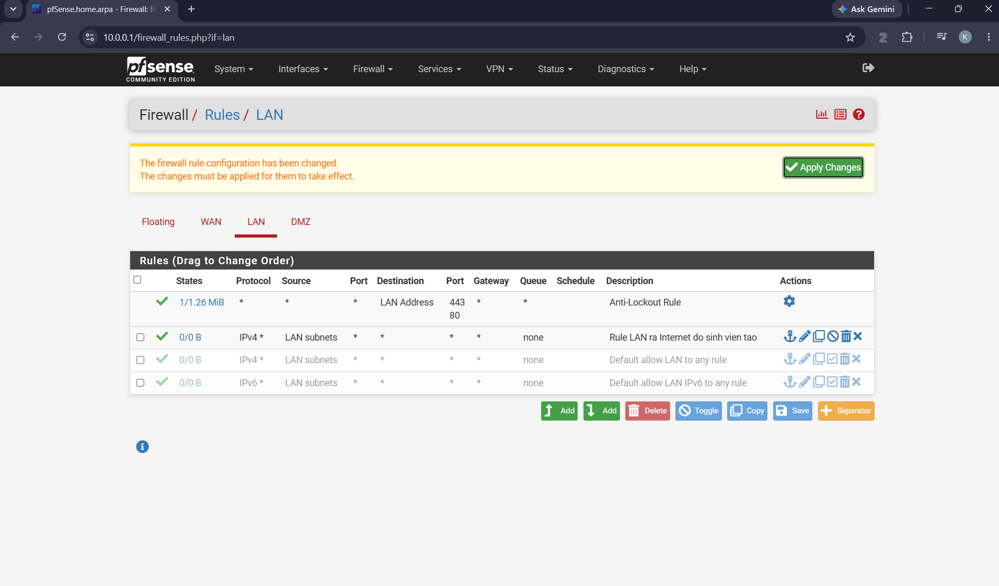 pfSense.home.arpa - Firewall: R
Ask Gemini
10.0.0.1/firewall_rules.php?if=lan
K
pfsense
COMMUNITY EDITION
System
Interfaces
Firewall
Services
VPN
Status
Diagnostics
Help
Firewall / Rules / LAN
The firewall rule configuration has been changed.
The changes must be applied for them to take effect.
Apply Changes
Floating
WAN
LAN
DMZ
Rules (Drag to Change Order)
States Protocol Source Port Destination Port Gateway Queue Schedule Description Actions
1/1.26 MiB * * * LAN Address 443 * * Anti-Lockout Rule
80
0/0 B IPv4 * LAN subnets * * * * none Rule LAN ra Internet do sinh vien tao
0/0 B IPv4 * LAN subnets * * * * none Default allow LAN to any rule
0/0 B IPv6 * LAN subnets * * * * none Default allow LAN IPv6 to any rule
Add
Add
Delete
Toggle
Copy
Save
Separator